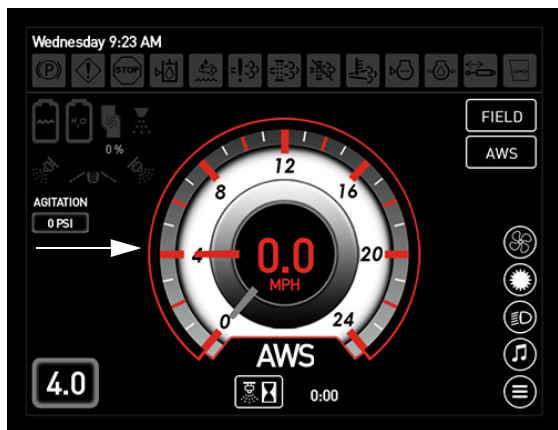 Wednesday 9:23 AM
(P)
STOP
H₂O
0 %
FIELD
AWS
AGITATION
0 PSI
0
4
8
12
16
20
24
0.0
MPH
AWS
4.0
0:00